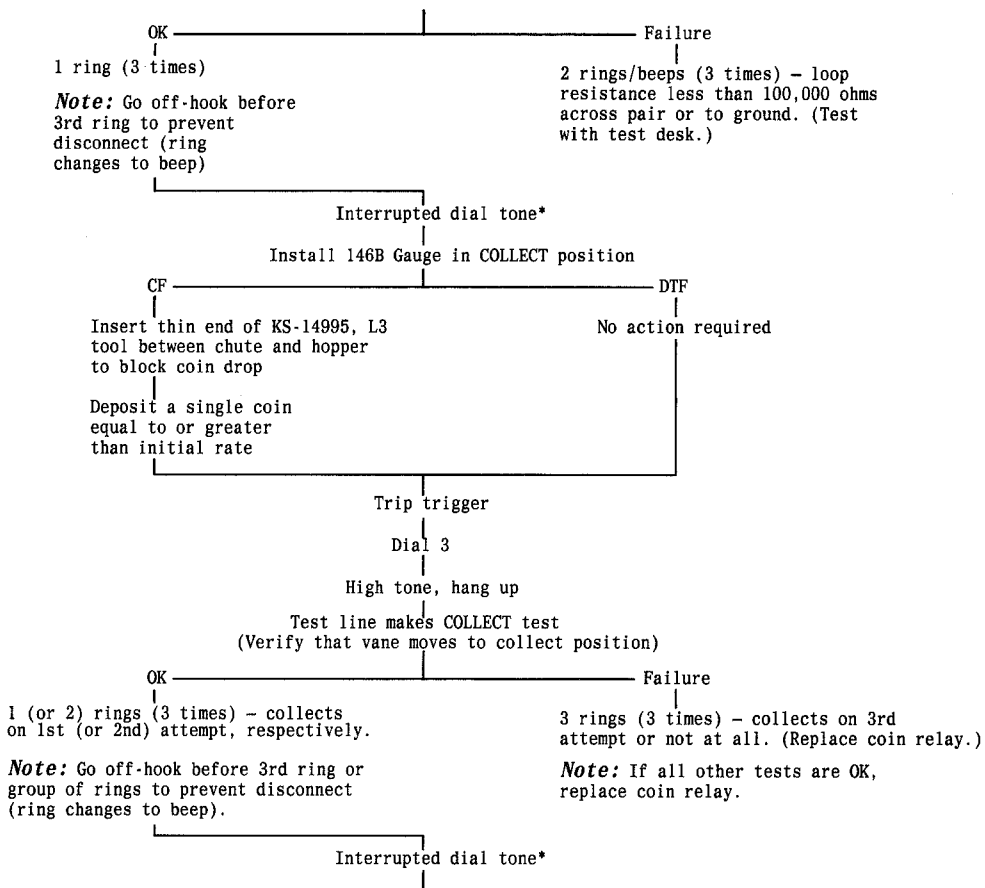 OK
Failure
1 ring (3 times)
Note: Go off-hook before
3rd ring to prevent
disconnect (ring
changes to beep)
2 rings/beeps (3 times) – loop
resistance less than 100,000 ohms
across pair or to ground. (Test
with test desk.)
Interrupted dial tone*
Install 146B Gauge in COLLECT position
CF
DTF
Insert thin end of KS-14995, L3
tool between chute and hopper
to block coin drop
No action required
Deposit a single coin
equal to or greater
than initial rate
Trip trigger
Dial 3
High tone, hang up
Test line makes COLLECT test
(Verify that vane moves to collect position)
OK
Failure
1 (or 2) rings (3 times) – collects
on 1st (or 2nd) attempt, respectively.
Note: Go off-hook before 3rd ring or
group of rings to prevent disconnect
(ring changes to beep).
3 rings (3 times) – collects on 3rd
attempt or not at all. (Replace coin relay.)
Note: If all other tests are OK,
replace coin relay.
Interrupted dial tone*